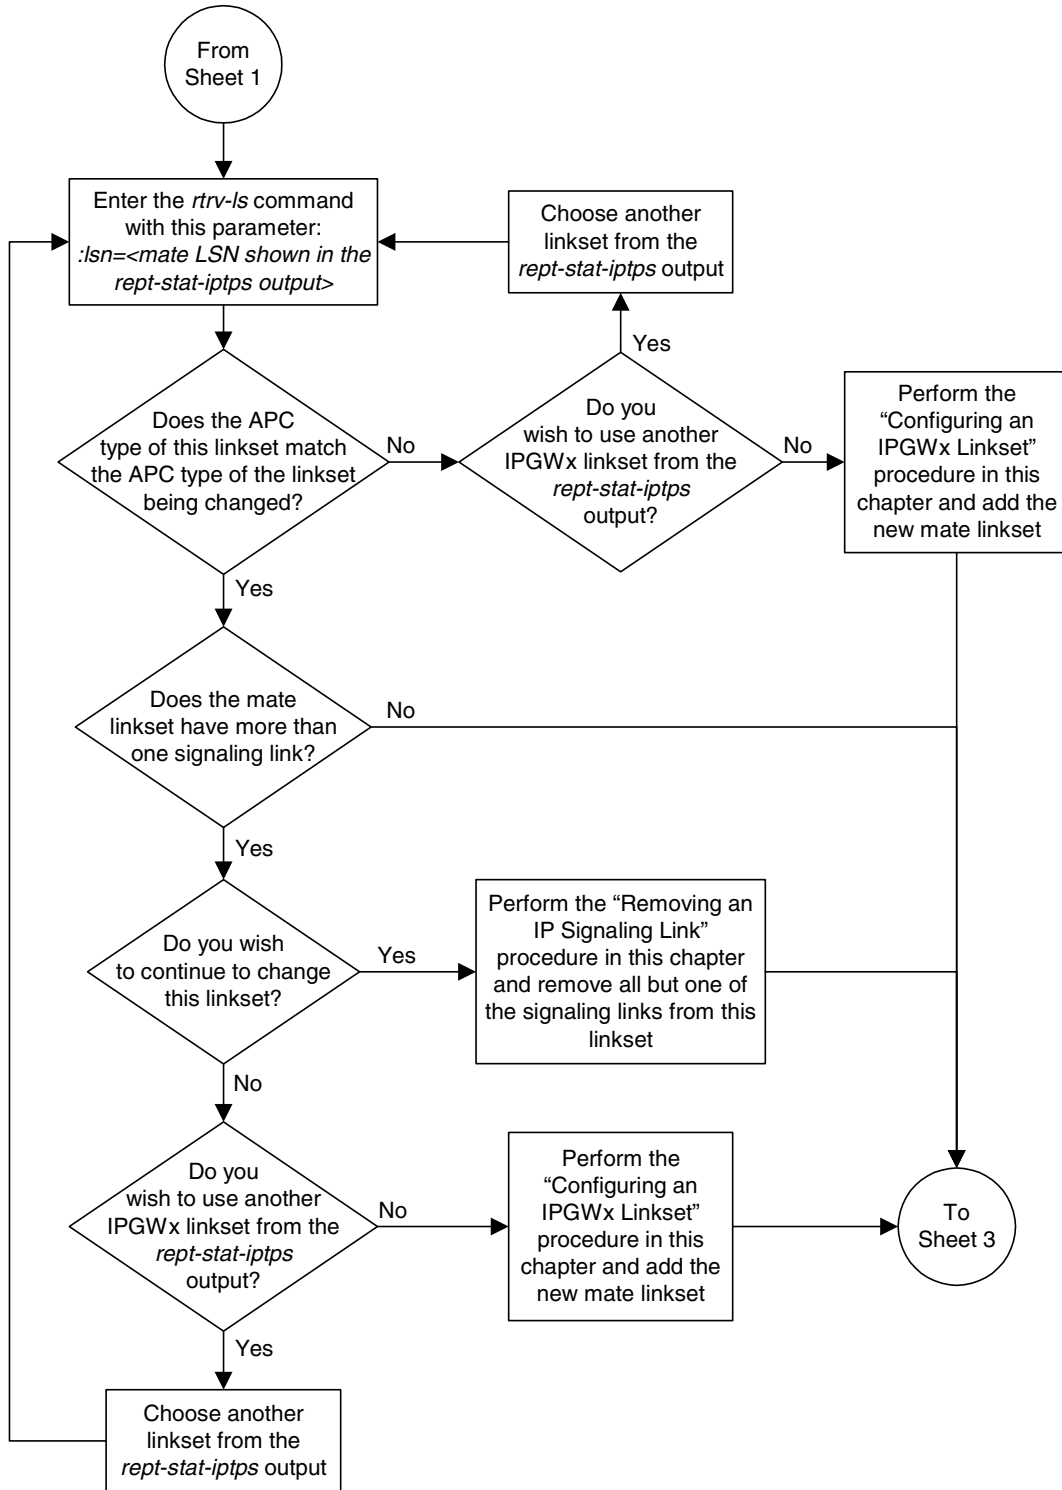 From
Sheet 1
Enter the rtrv-ls command
with this parameter:
:lsn=<mate LSN shown in the
rept-stat-iptps output>
Choose another
linkset from the
rept-stat-iptps output
Yes
Does the APC
type of this linkset match
the APC type of the linkset
being changed?
No
Do you
wish to use another
IPGWx linkset from the
rept-stat-iptps
output?
No
Perform the
“Configuring an
IPGWx Linkset”
procedure in this
chapter and add the
new mate linkset
Yes
Does the mate
linkset have more than
one signaling link?
No
Yes
Do you wish
to continue to change
this linkset?
Yes
Perform the “Removing an
IP Signaling Link”
procedure in this chapter
and remove all but one of
the signaling links from this
linkset
No
Do you
wish to use another
IPGWx linkset from the
rept-stat-iptps
output?
No
Perform the
“Configuring an
IPGWx Linkset”
procedure in this
chapter and add the
new mate linkset
To
Sheet 3
Yes
Choose another
linkset from the
rept-stat-iptps output